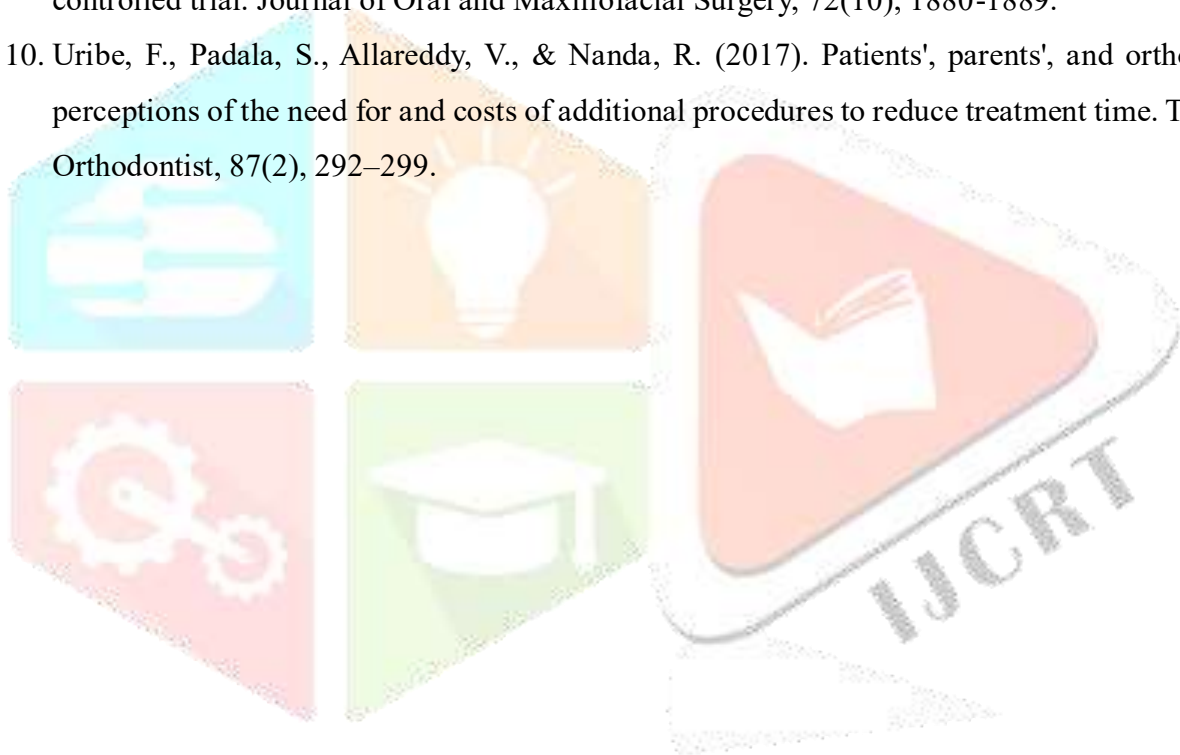 controlled trial. Journal of Oral and Maxillofacial Surgery, 72(10), 1880-1889.
10. Uribe, F., Padala, S., Allareddy, V., & Nanda, R. (2017). Patients', parents', and
perceptions of the need for and costs of additional procedures to reduce treatment time.
Orthodontist, 87(2), 292–299.
IJCRT